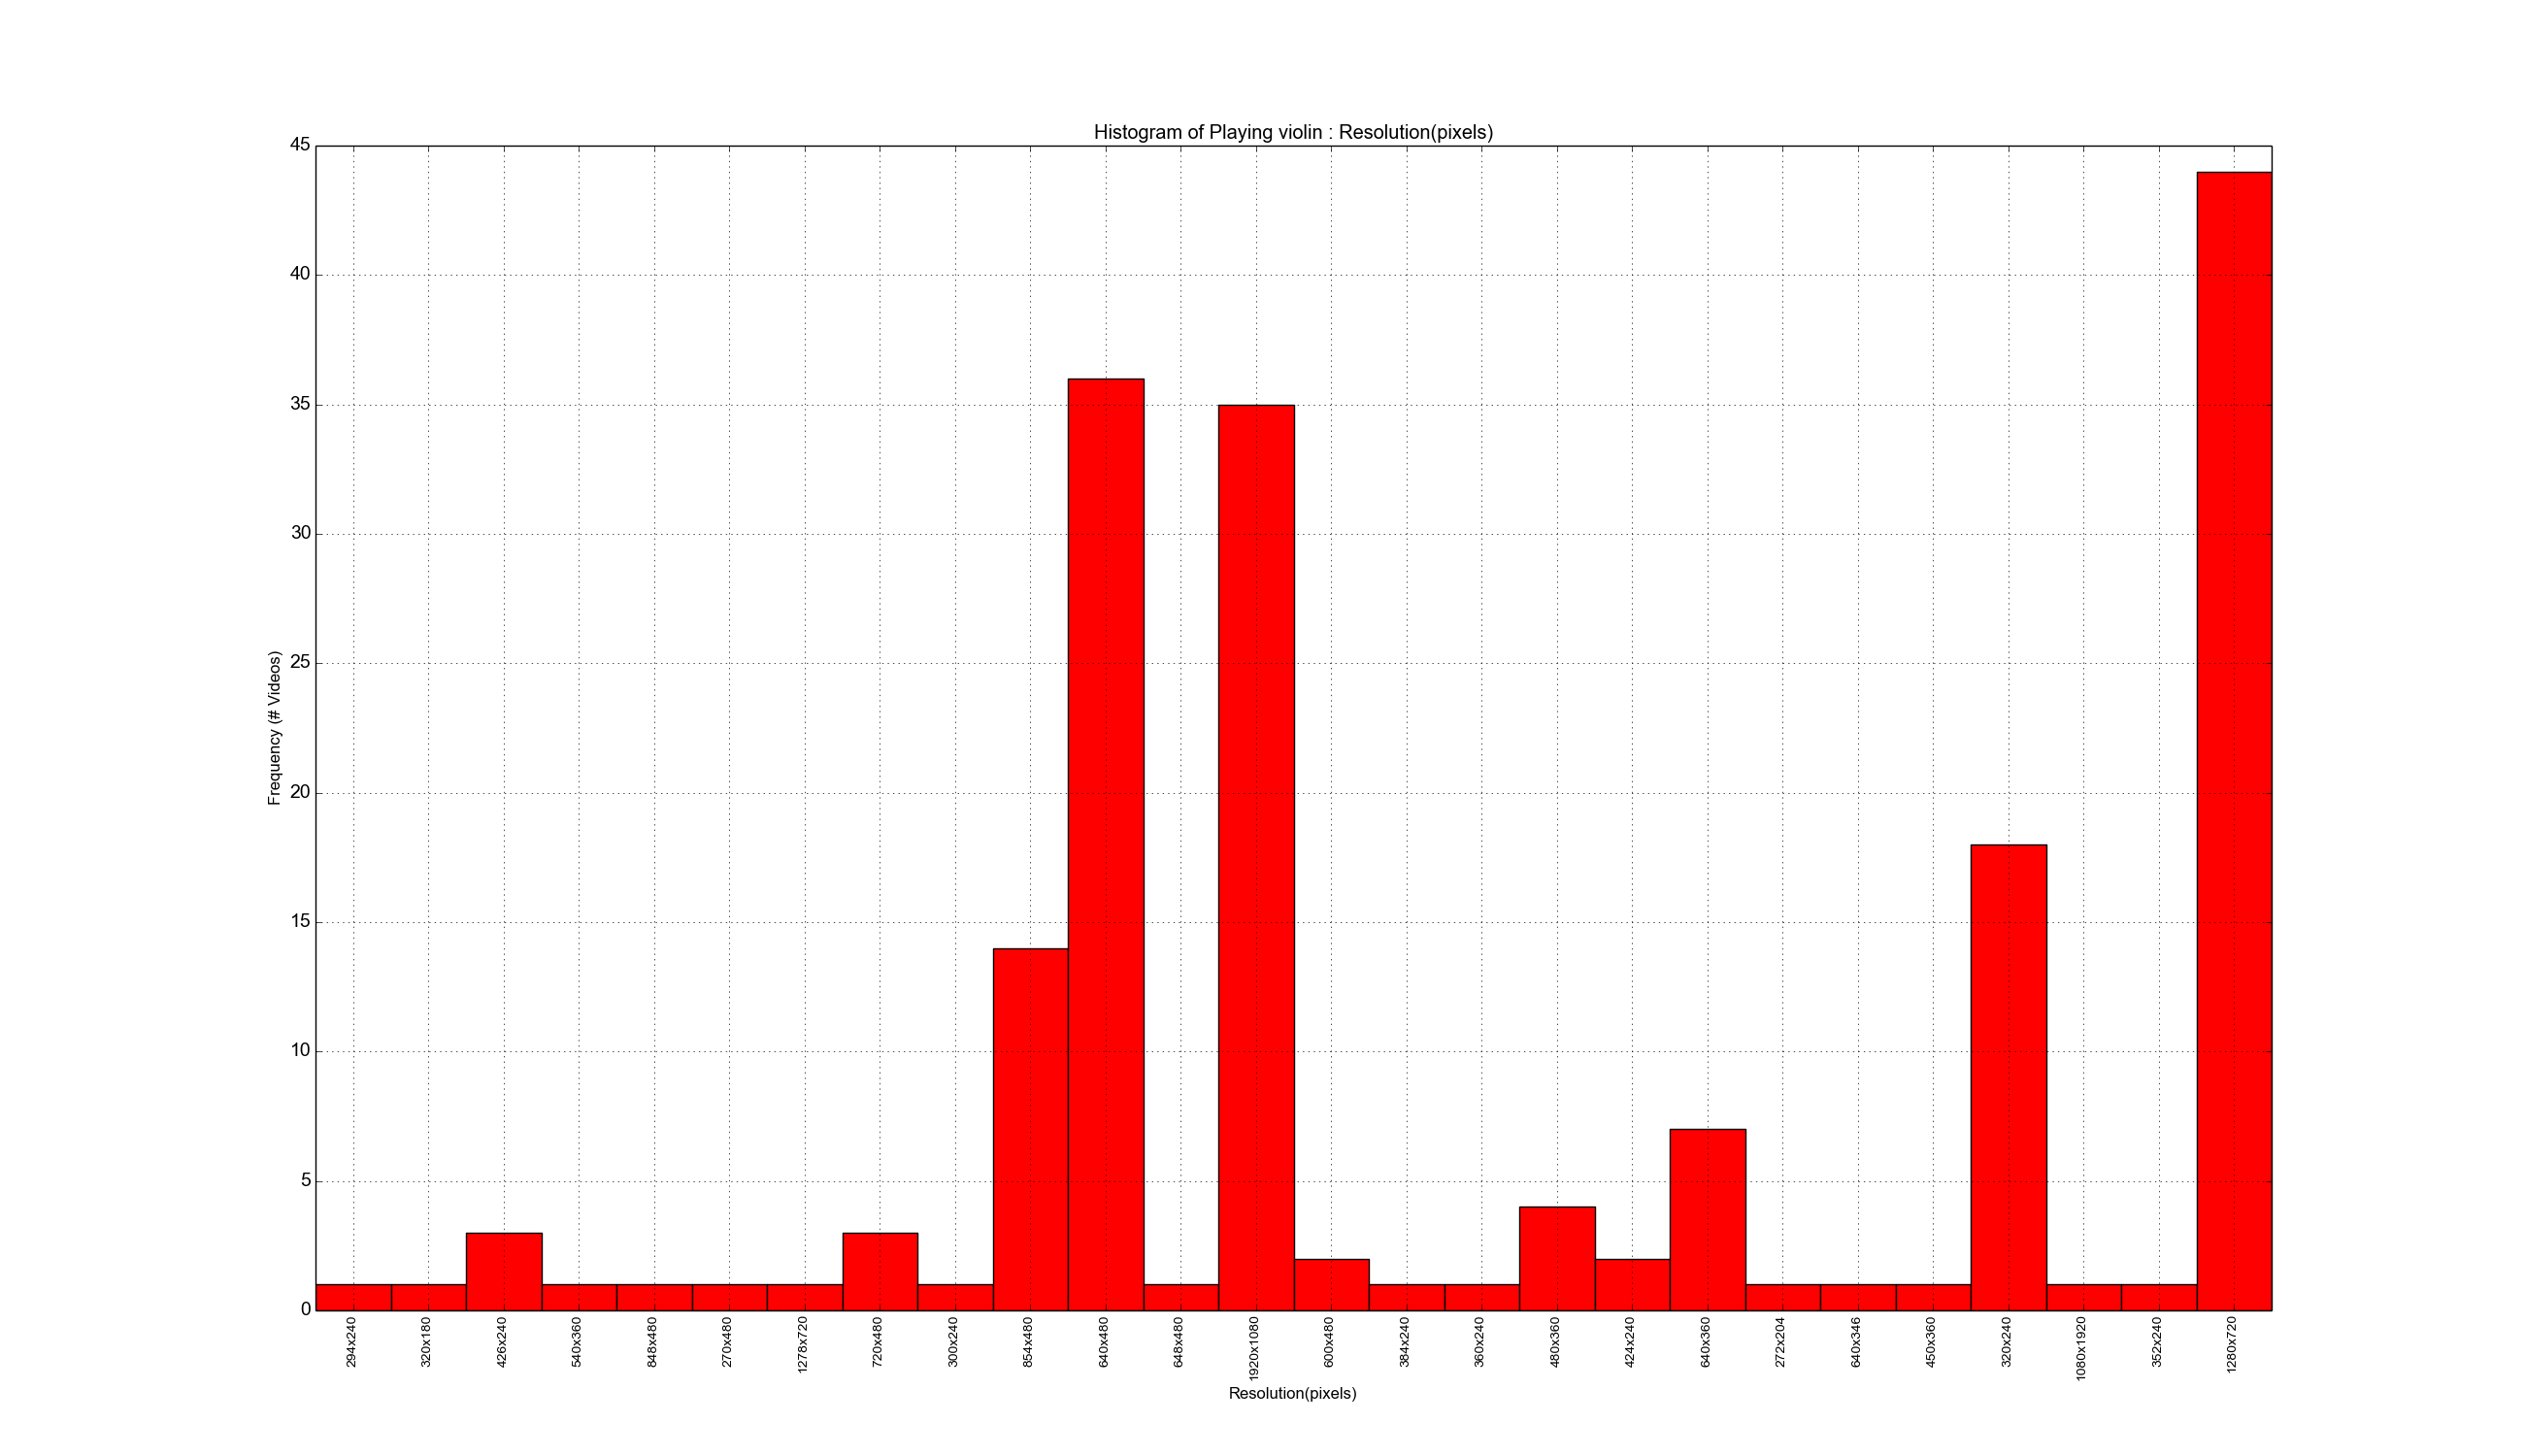 Histogram of Playing violin : Resolution(pixels)
45
40
35
30
25
20
15
10
5
0
Frequency (# Videos)
294x240
320x180
426x240
540x360
848x480
270x480
1278x720
720x480
300x240
854x480
640x480
648x480
1920x1080
600x480
384x240
360x240
480x360
424x240
640x360
272x204
640x346
450x360
320x240
1080x1920
352x240
1280x720
Resolution(pixels)